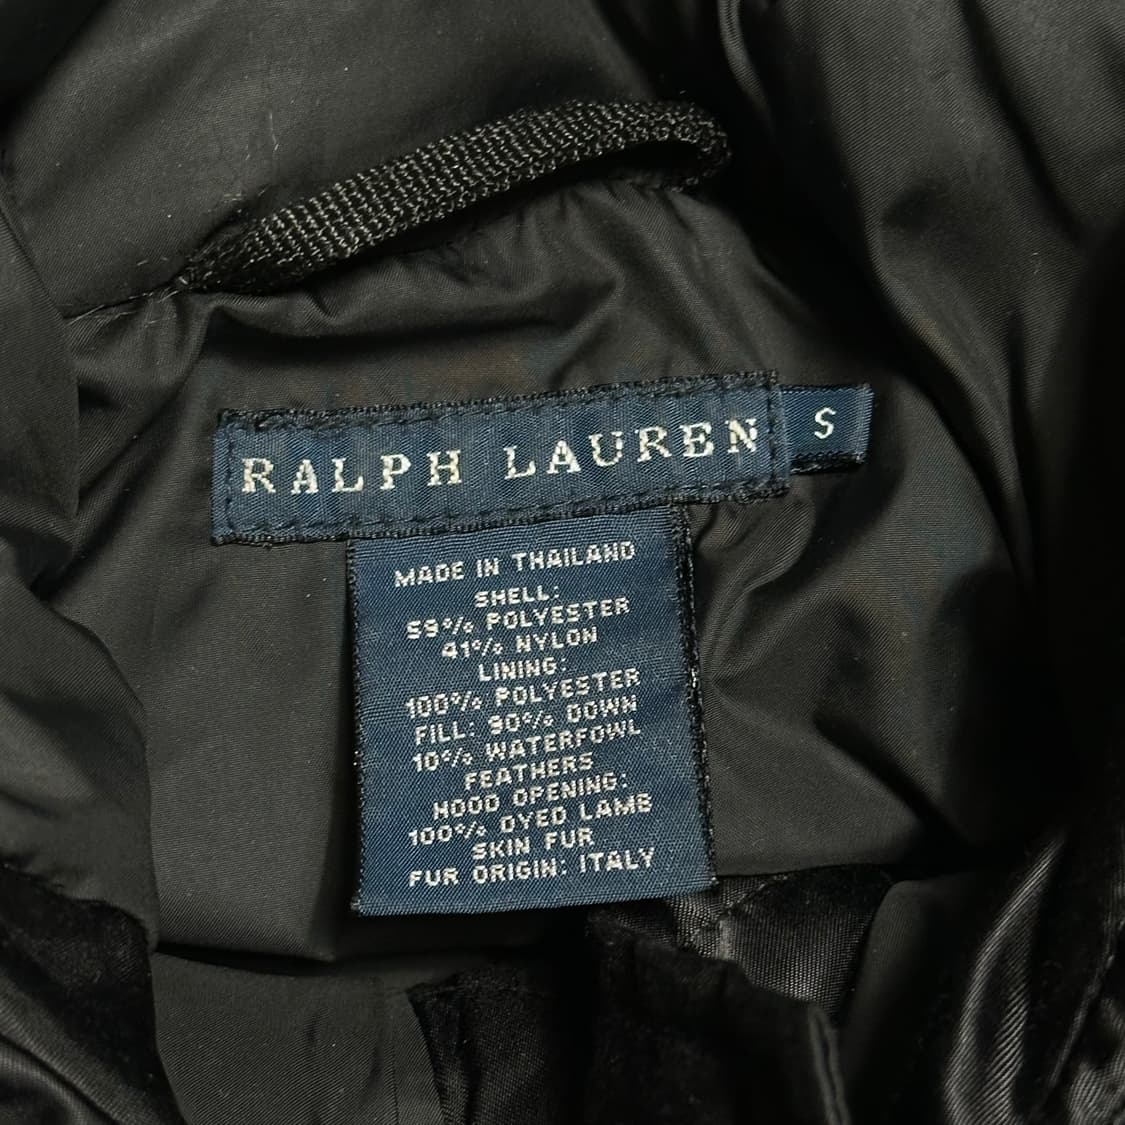 RALPH LAUREN
S
MADE IN THAILAND
SHELL:
59% POLYESTER
41% NYLON
LINING:
100% POLYESTER
FILL: 90% DOWN
10% WATERFOWL
FEATHERS
HOOD OPENING:
100% DYED LAMB
SKIN FUR
FUR ORIGIN: ITALY